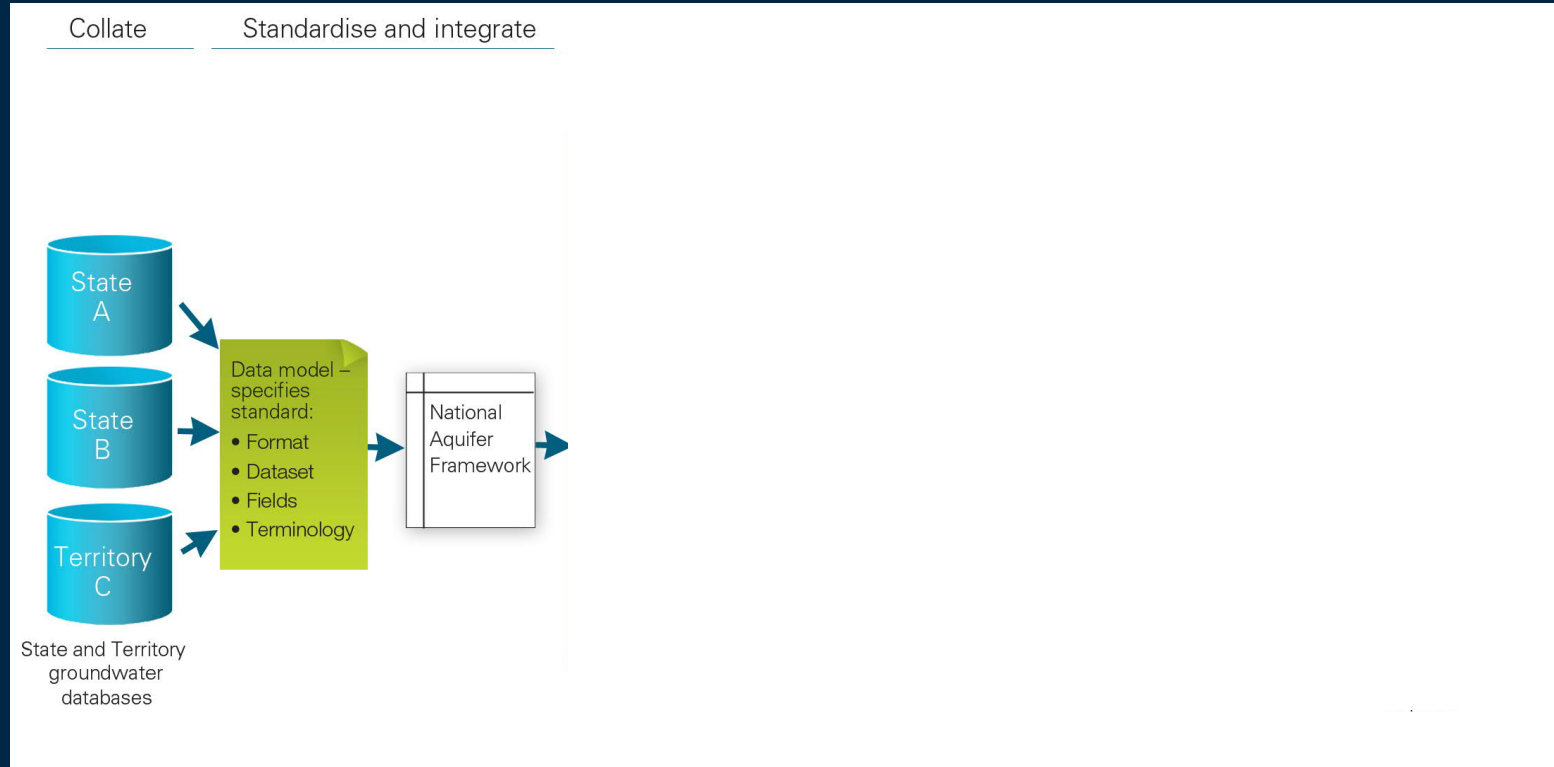 Collate
Standardise and integrate
State
A
State
B
Territory
C
State and Territory
groundwater
databases
Data model –
specifies
standard:
• Format
• Dataset
• Fields
• Terminology
National
Aquifer
Framework